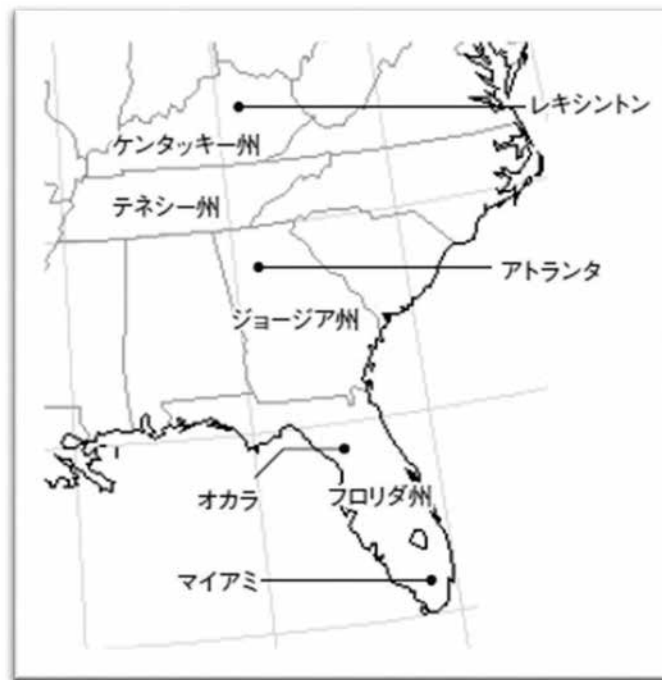 レキシントン
ケンタッキー州
テネシー州
アトランタ
ジョージア州
オカラ
フロリダ州
マイアミ